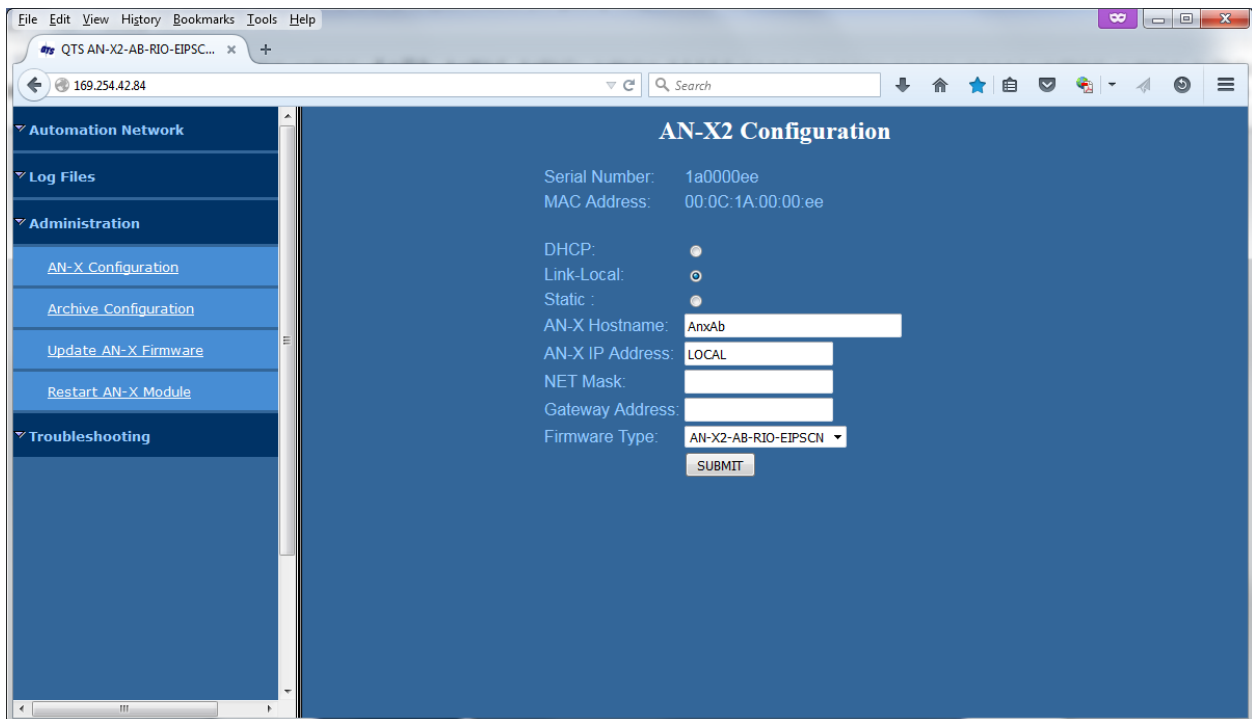 File Edit View History Bookmarks Tools Help
QTS AN-X2-AB-RIO-EIPSC...
169.254.42.84
Search
Automation Network
Log Files
Administration
AN-X Configuration
Archive Configuration
Update AN-X Firmware
Restart AN-X Module
Troubleshooting
AN-X2 Configuration
Serial Number: 1a0000ee
MAC Address: 00:0C:1A:00:00:ee
DHCP:
Link-Local:
Static :
AN-X Hostname: AnxAb
AN-X IP Address: LOCAL
NET Mask:
Gateway Address:
Firmware Type: AN-X2-AB-RIO-EIPSCN
SUBMIT